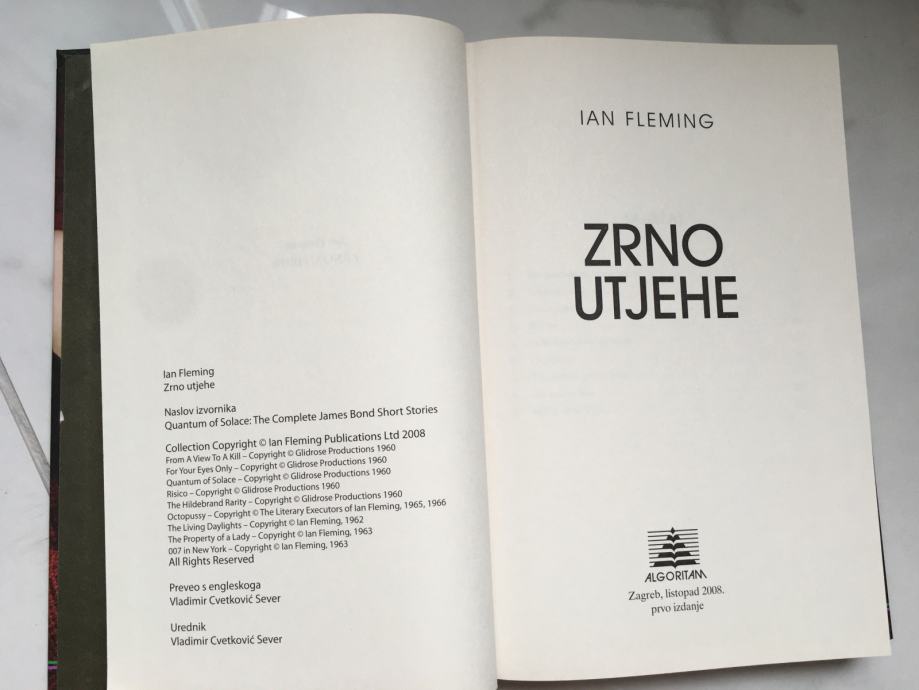 Ian Fleming
Zrno utjehe
Naslov izvornika
Quantum of Solace: The Complete James Bond Short Stories
Collection Copyright © Ian Fleming Publications Ltd 2008
From A View To A Kill – Copyright © Glidrose Productions 1960
For Your Eyes Only – Copyright © Glidrose Productions 1960
Quantum of Solace – Copyright © Glidrose Productions 1960
Risico – Copyright © Glidrose Productions 1960
The Hildebrand Rarity – Copyright © Glidrose Productions 1960
Octopussy – Copyright © The Literary Executors of Ian Fleming, 1965, 1966
The Living Daylights – Copyright © Ian Fleming, 1962
The Property of a Lady – Copyright © Ian Fleming, 1963
007 in New York – Copyright © Ian Fleming, 1963
All Rights Reserved
Preveo s engleskoga
Vladimir Cvetković Sever
Urednik
Vladimir Cvetković Sever
IAN FLEMING
ZRNO
UTJEHE
ALGORITAM
Zagreb, listopad 2008.
prvo izdanje